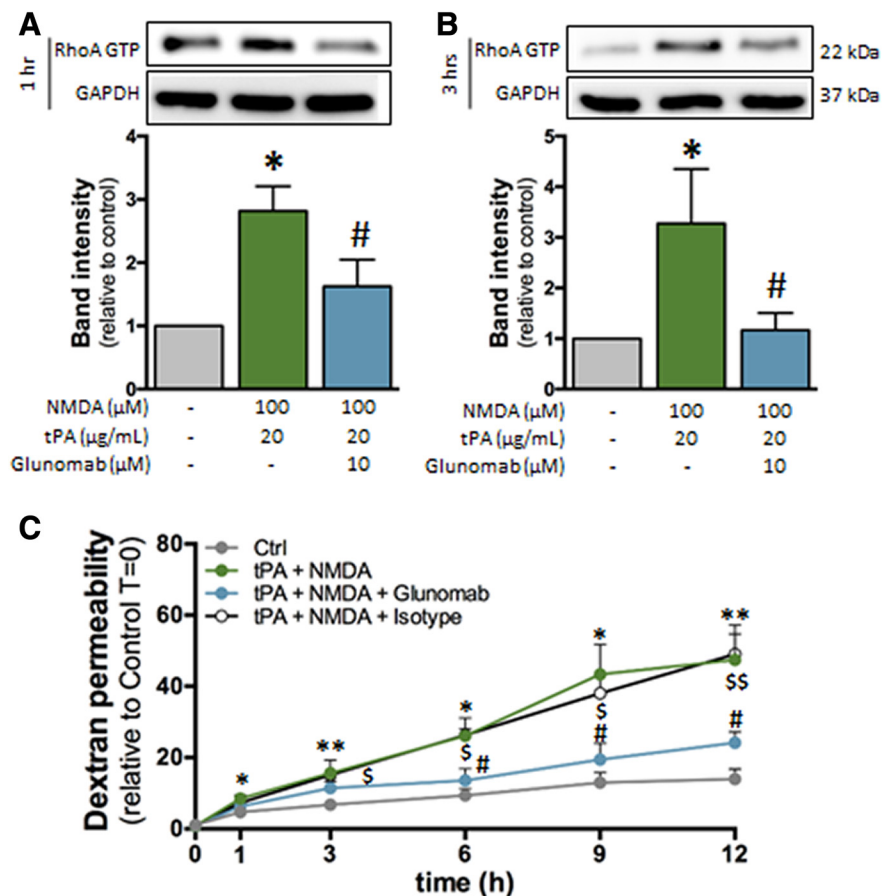 A
1 hr
RhoA GTP
GAPDH
Band intensity
(relative to control)
4
3
2
1
0
*
#
NMDA (µM) - 100 100
tPA (µg/mL) - 20 20
Glunomab (µM) - - 10
B
3 hrs
RhoA GTP 22 kDa
GAPDH 37 kDa
Band intensity
(relative to control)
5
4
3
2
1
0
*
#
NMDA (µM) - 100 100
tPA (µg/mL) - 20 20
Glunomab (µM) - - 10
C
Dextran permeability
(relative to Control T=0)
80
60
40
20
0
Ctrl
tPA + NMDA
tPA + NMDA + Glunomab
tPA + NMDA + Isotype
* ** * * **
$ $ $ $$
# # #
0 1 3 6 9 12
time (h)